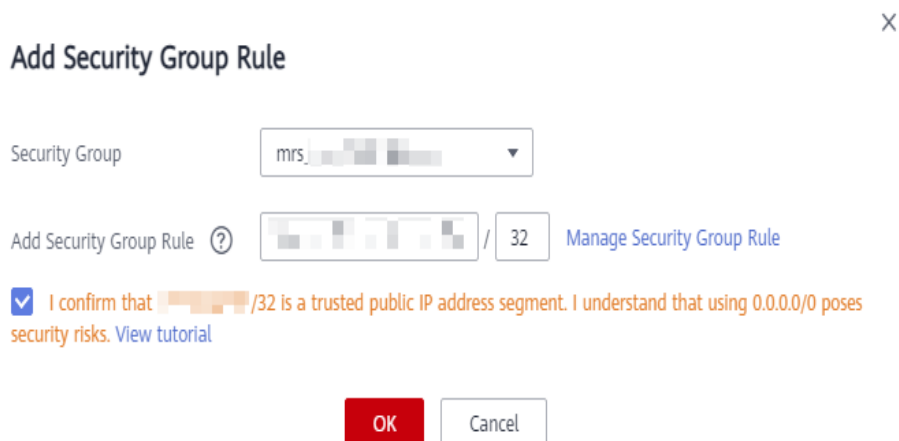 X
Add Security Group Rule
Security Group mrs_
Add Security Group Rule ? / 32 Manage Security Group Rule
I confirm that /32 is a trusted public IP address segment. I understand that using 0.0.0.0/0 poses
security risks. View tutorial
OK Cancel